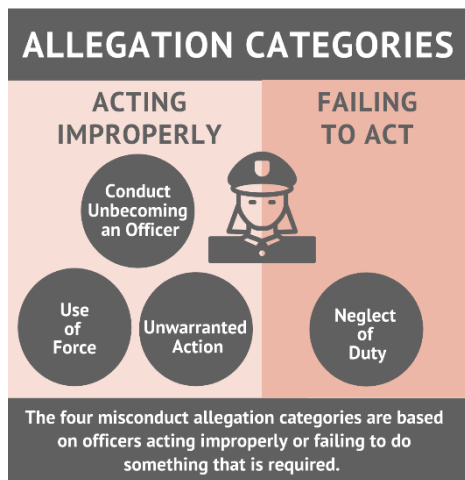 ALLEGATION CATEGORIES
ACTING
IMPROPERLY
FAILING
TO ACT
Conduct
Unbecoming
an Officer
Use
of
Force
Unwarranted
Action
Neglect
of
Duty
The four misconduct allegation categories are based
on officers acting improperly or failing to do
something that is required.